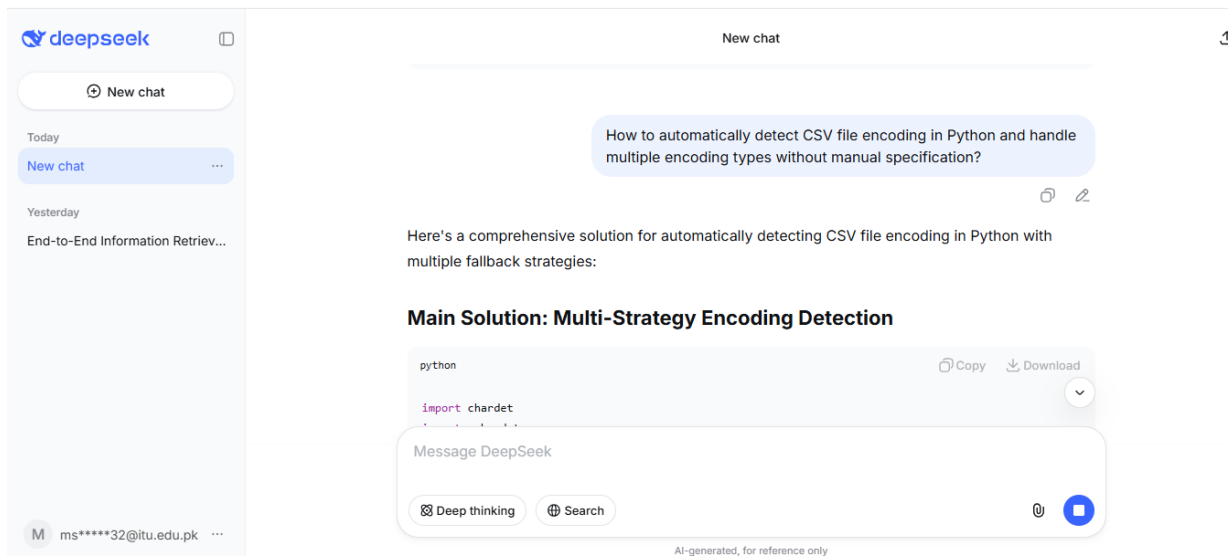 deepseek
New chat
New chat
Today
New chat
Yesterday
End-to-End Information Retriev...
ms*****32@itu.edu.pk
M
How to automatically detect CSV file encoding in Python and handle
multiple encoding types without manual specification?
Here's a comprehensive solution for automatically detecting CSV file encoding in Python with
multiple fallback strategies:
Main Solution: Multi-Strategy Encoding Detection
python
Copy
Download
import chardet
Message DeepSeek
Deep thinking
Search
AI-generated, for reference only